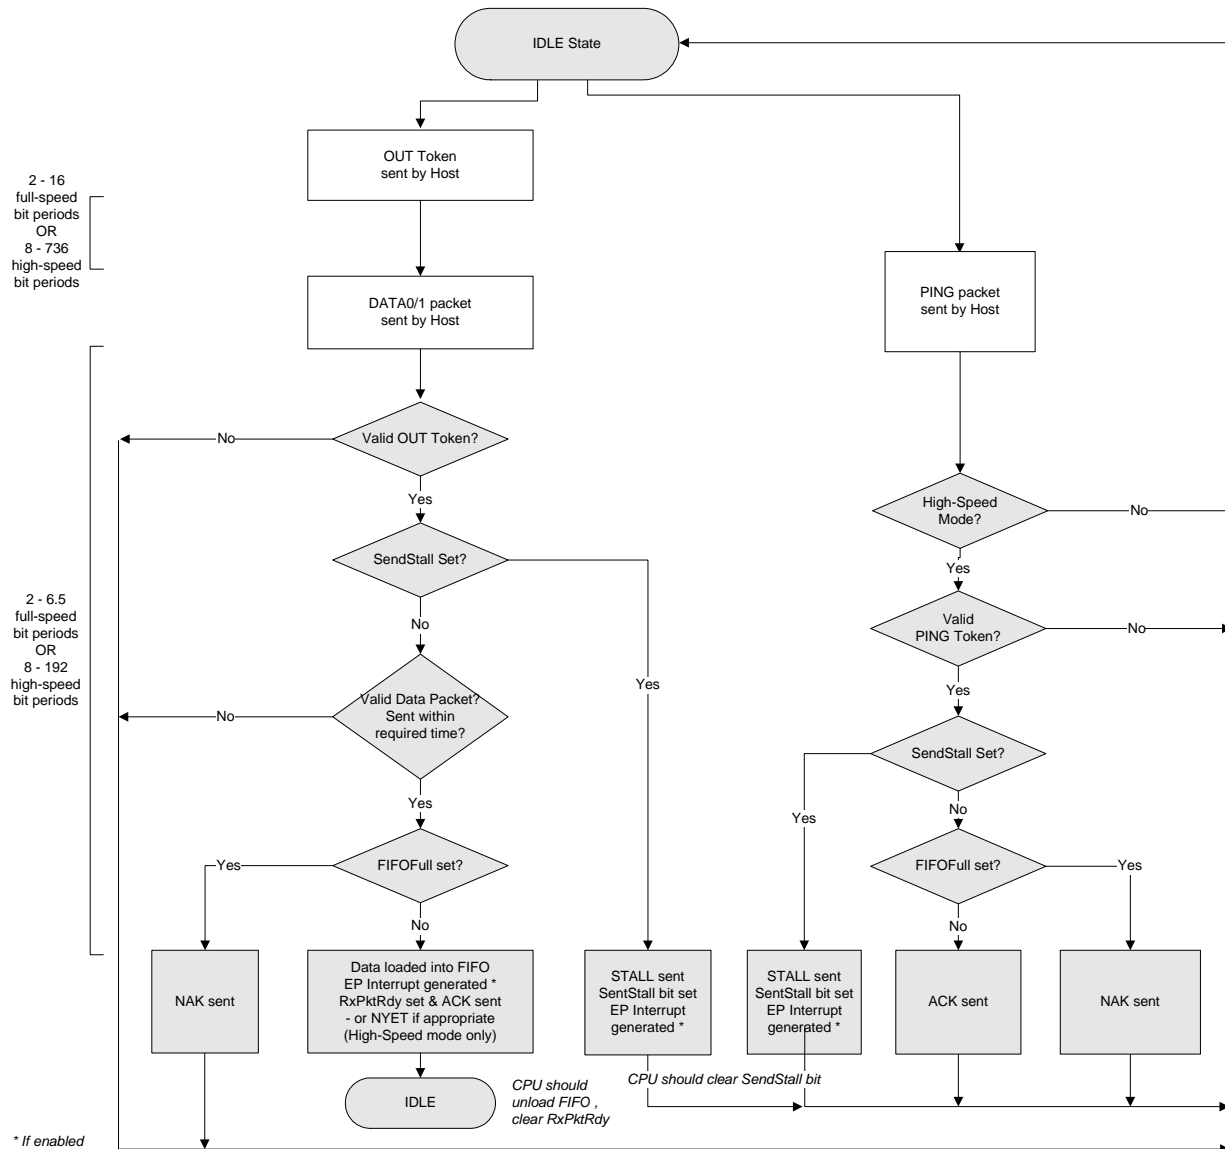 IDLE State
OUT Token
sent by Host
2 - 16
full-speed
bit periods
OR
8 - 736
high-speed
bit periods
DATA0/1 packet
sent by Host
PING packet
sent by Host
No
Valid OUT Token?
Yes
High-Speed
Mode?
No
Yes
SendStall Set?
No
Yes
2 - 6.5
full-speed
bit periods
OR
8 - 192
high-speed
bit periods
Valid
PING Token?
No
Yes
No
Valid Data Packet?
Sent within
required time?
Yes
SendStall Set?
Yes
No
Yes
FIFOFull set?
No
FIFOFull set?
Yes
No
NAK sent
Data loaded into FIFO
EP Interrupt generated *
RxPktRdy set & ACK sent
- or NYET if appropriate
(High-Speed mode only)
STALL sent
SentStall bit set
EP Interrupt
generated *
STALL sent
SentStall bit set
EP Interrupt
generated *
ACK sent
NAK sent
IDLE
CPU should
unload FIFO ,
clear RxPktRdy
CPU should clear SendStall bit
* If enabled